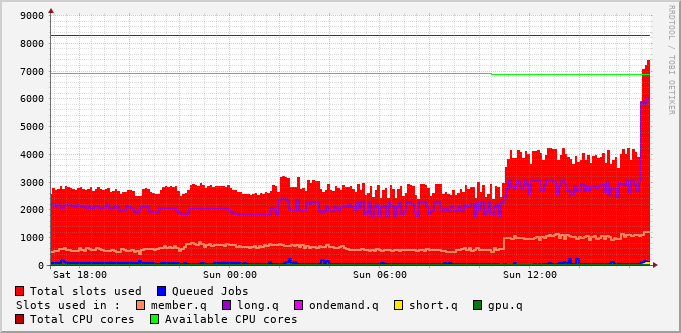 9000
8000
7000
6000
5000
4000
3000
2000
1000
0
Sat 18:00 Sun 00:00 Sun 06:00 Sun 12:00
RRDTOOL / TOBI OETIKER
Total slots used Queued Jobs
Slots used in : member.q long.q ondemand.q short.q gpu.q
Total CPU cores Available CPU cores